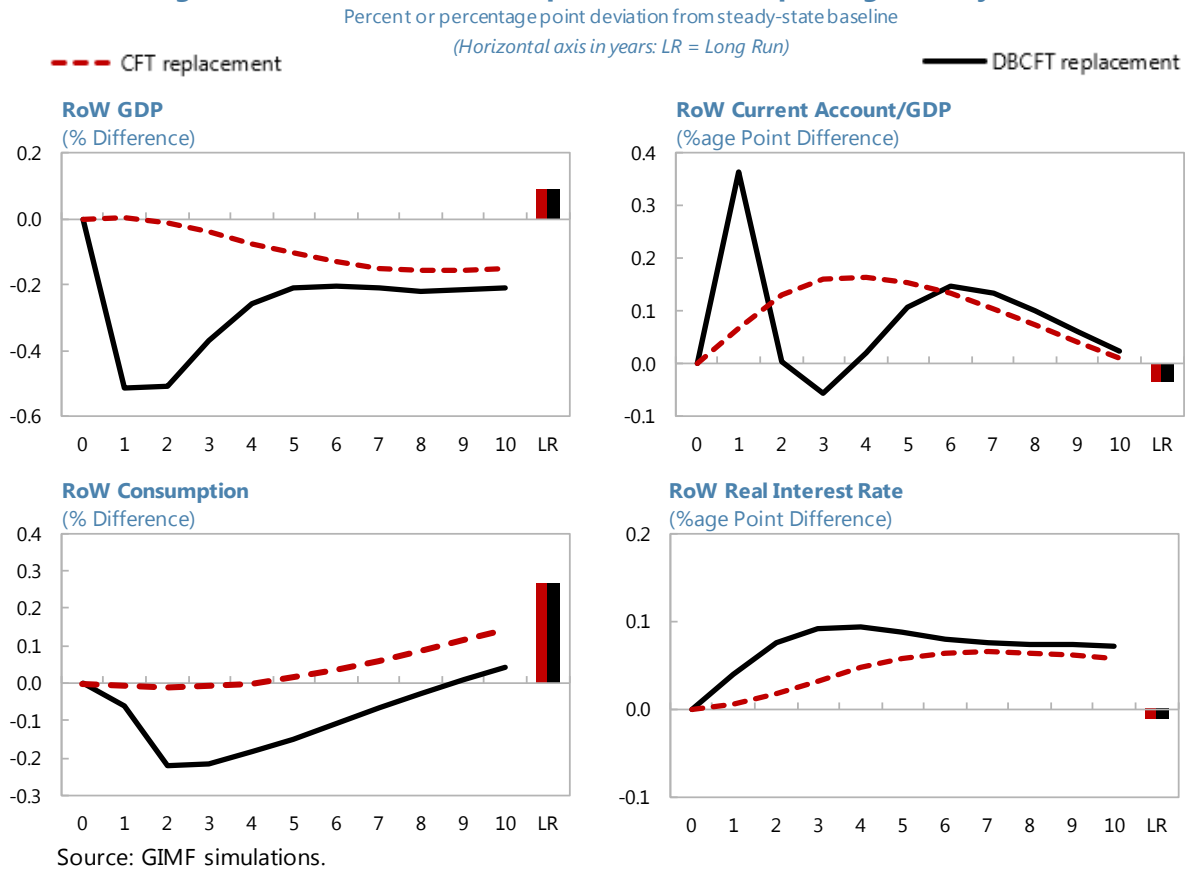 Percent or percentage point deviation from steady-state baseline
(Horizontal axis in years: LR = Long Run)
CFT replacement
DBCFT replacement
RoW GDP
(% Difference)
0.2
0.0
-0.2
-0.4
-0.6
0 1 2 3 4 5 6 7 8 9 10 LR
RoW Current Account/GDP
(%age Point Difference)
0.4
0.3
0.2
0.1
0.0
-0.1
0 1 2 3 4 5 6 7 8 9 10 LR
RoW Consumption
(% Difference)
0.4
0.3
0.2
0.1
0.0
-0.1
-0.2
-0.3
0 1 2 3 4 5 6 7 8 9 10 LR
RoW Real Interest Rate
(%age Point Difference)
0.2
0.1
0.0
-0.1
0 1 2 3 4 5 6 7 8 9 10 LR
Source: GIMF simulations.